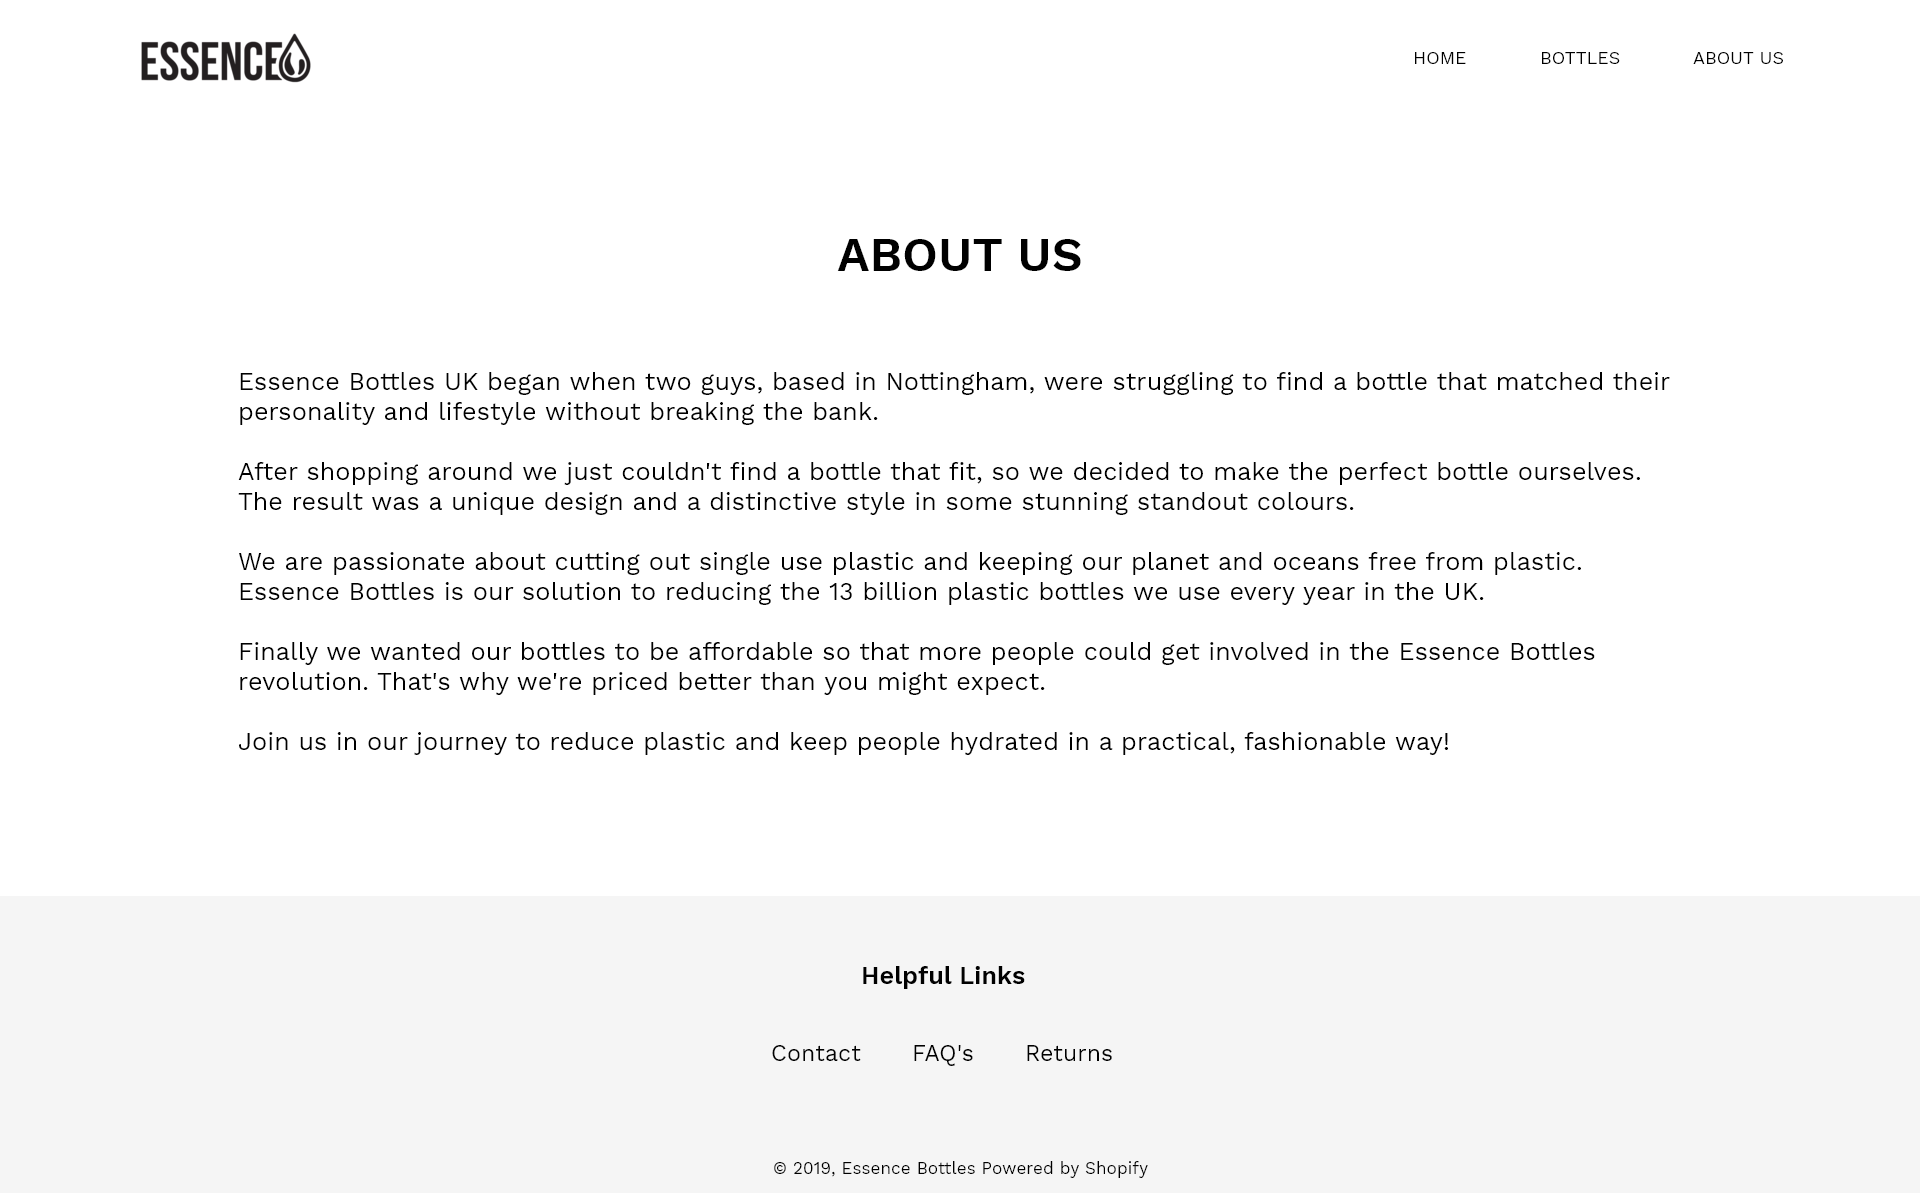 ESSENCE
HOME
BOTTLES
ABOUT US
ABOUT US
Essence Bottles UK began when two guys, based in Nottingham, were struggling to find a bottle that matched their
personality and lifestyle without breaking the bank.
After shopping around we just couldn't find a bottle that fit, so we decided to make the perfect bottle ourselves.
The result was a unique design and a distinctive style in some stunning standout colours.
We are passionate about cutting out single use plastic and keeping our planet and oceans free from plastic.
Essence Bottles is our solution to reducing the 13 billion plastic bottles we use every year in the UK.
Finally we wanted our bottles to be affordable so that more people could get involved in the Essence Bottles
revolution. That's why we're priced better than you might expect.
Join us in our journey to reduce plastic and keep people hydrated in a practical, fashionable way!
Helpful Links
Contact
FAQ's
Returns
© 2019, Essence Bottles Powered by Shopify